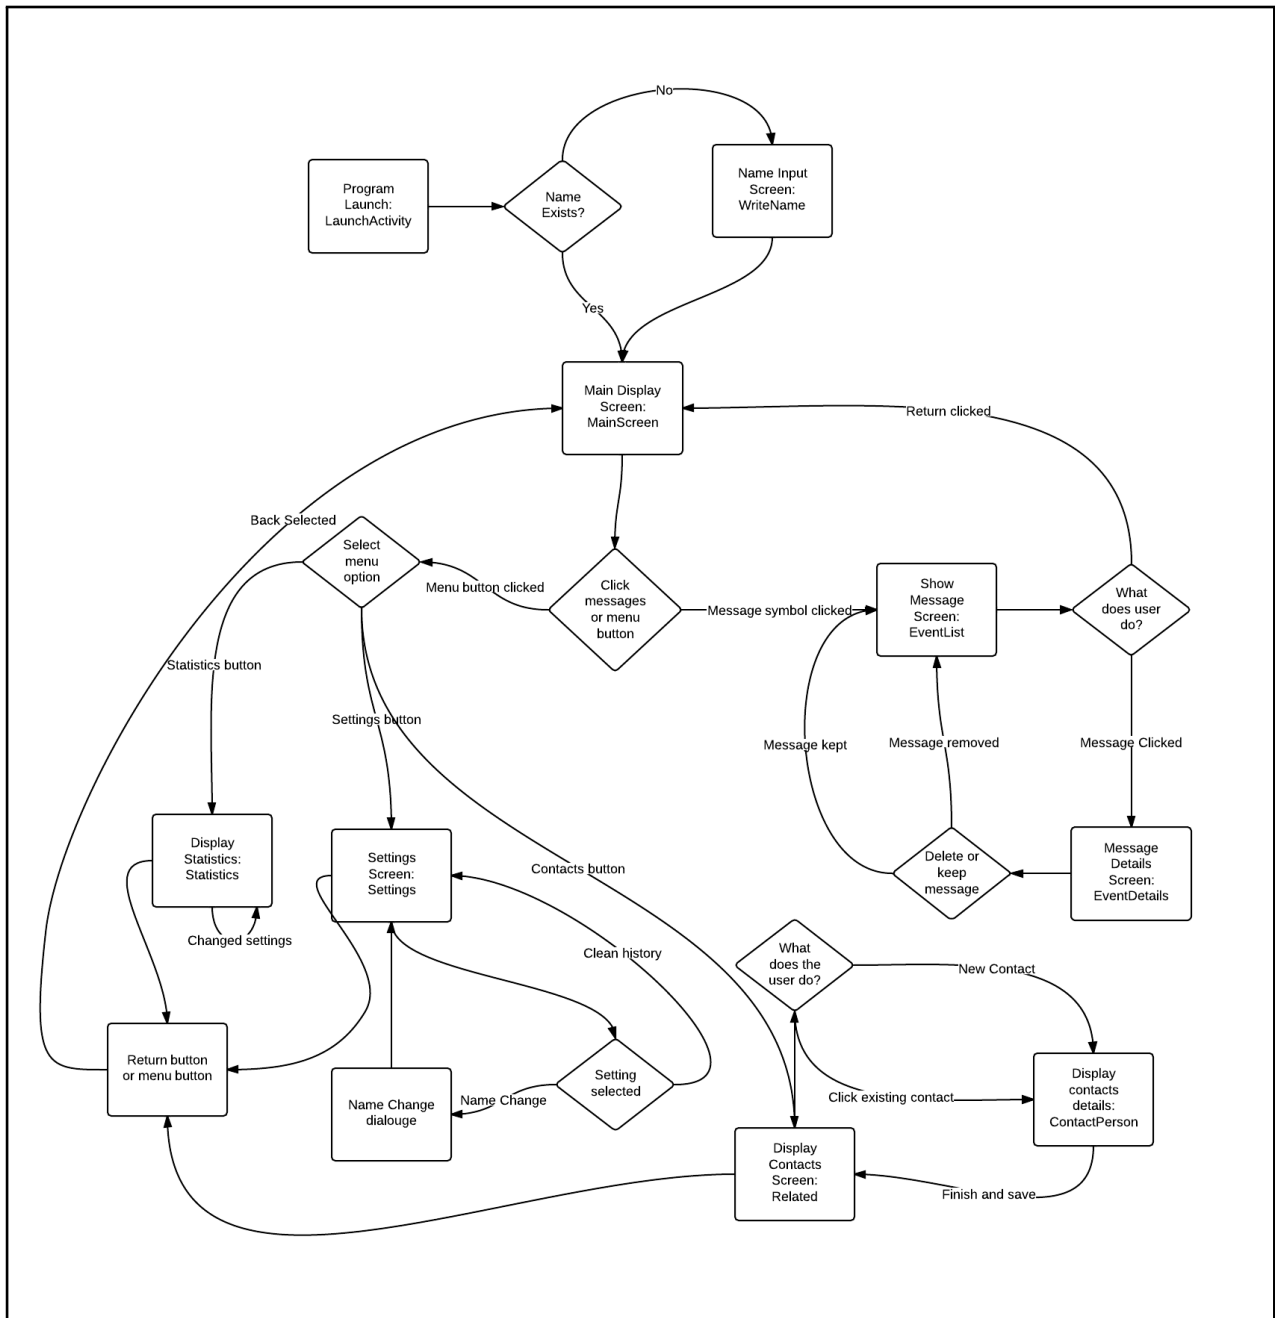 No
Program
Launch:
LaunchActivity
Name
Exists?
Name Input
Screen:
WriteName
Yes
Main Display
Screen:
MainScreen
Return clicked
Back Selected
Select
menu
option
Menu button clicked
Click
messages
or menu
button
Message symbol clicked
Show
Message
Screen:
EventList
What
does user
do?
Statistics button
Settings button
Message kept
Message removed
Message Clicked
Display
Statistics:
Statistics
Changed settings
Settings
Screen:
Settings
Contacts button
Delete or
keep
message
Message
Details
Screen:
EventDetails
Clean history
What
does the
user do?
New Contact
Return button
or menu button
Name Change
dialouge
Name Change
Setting
selected
Click existing contact
Display
contacts
details:
ContactPerson
Display
Contacts
Screen:
Related
Finish and save